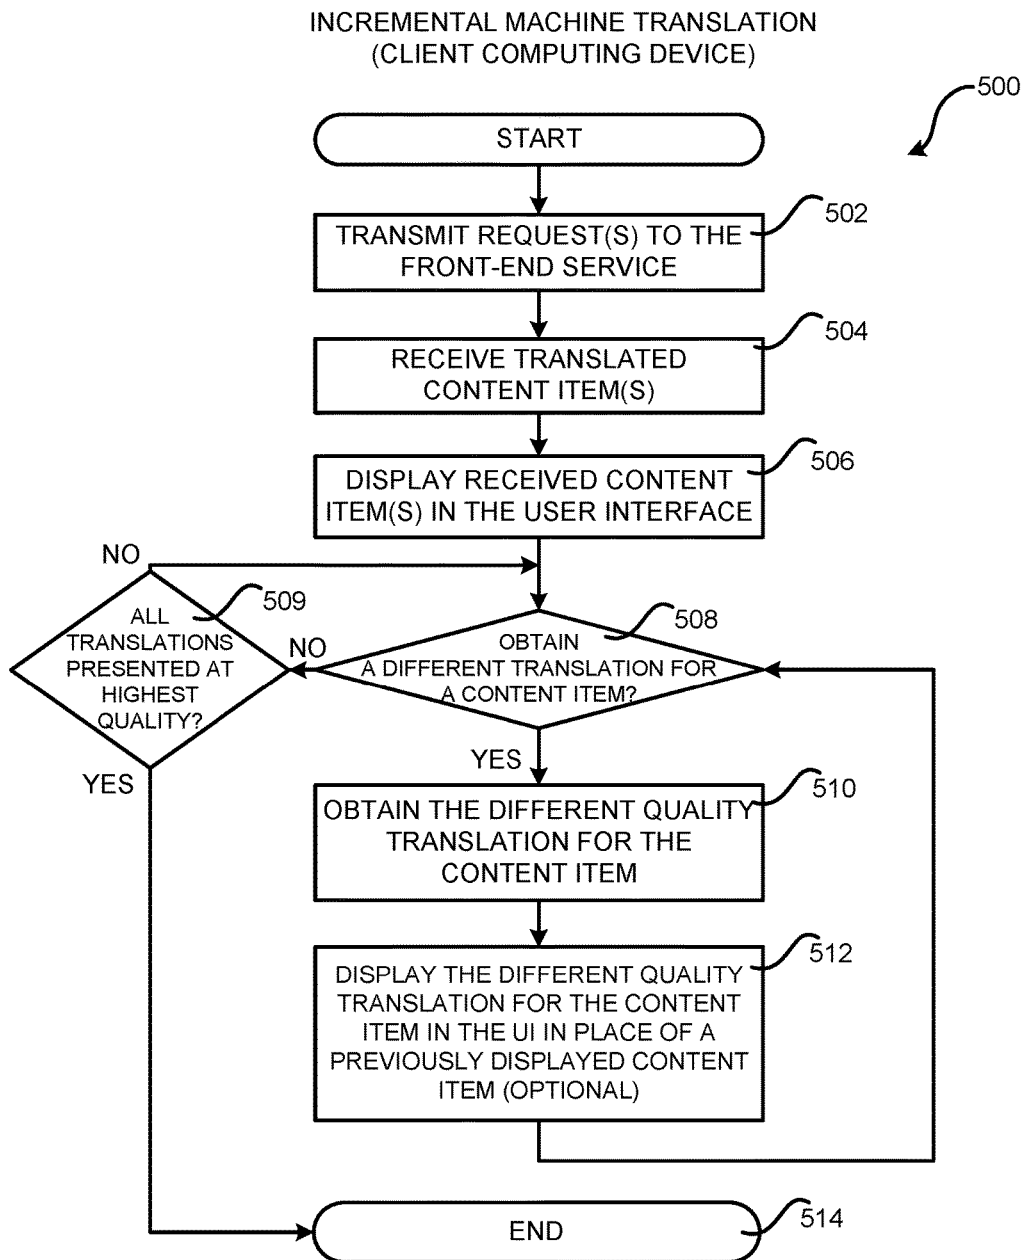 INCREMENTAL MACHINE TRANSLATION
(CLIENT COMPUTING DEVICE)
500
START
502
TRANSMIT REQUEST(S) TO THE
FRONT-END SERVICE
504
RECEIVE TRANSLATED
CONTENT ITEM(S)
506
DISPLAY RECEIVED CONTENT
ITEM(S) IN THE USER INTERFACE
NO
509
ALL
TRANSLATIONS
PRESENTED AT
HIGHEST
QUALITY?
NO
508
OBTAIN
A DIFFERENT TRANSLATION FOR
A CONTENT ITEM?
YES
YES
510
OBTAIN THE DIFFERENT QUALITY
TRANSLATION FOR THE
CONTENT ITEM
512
DISPLAY THE DIFFERENT QUALITY
TRANSLATION FOR THE CONTENT
ITEM IN THE UI IN PLACE OF A
PREVIOUSLY DISPLAYED CONTENT
ITEM (OPTIONAL)
END
514